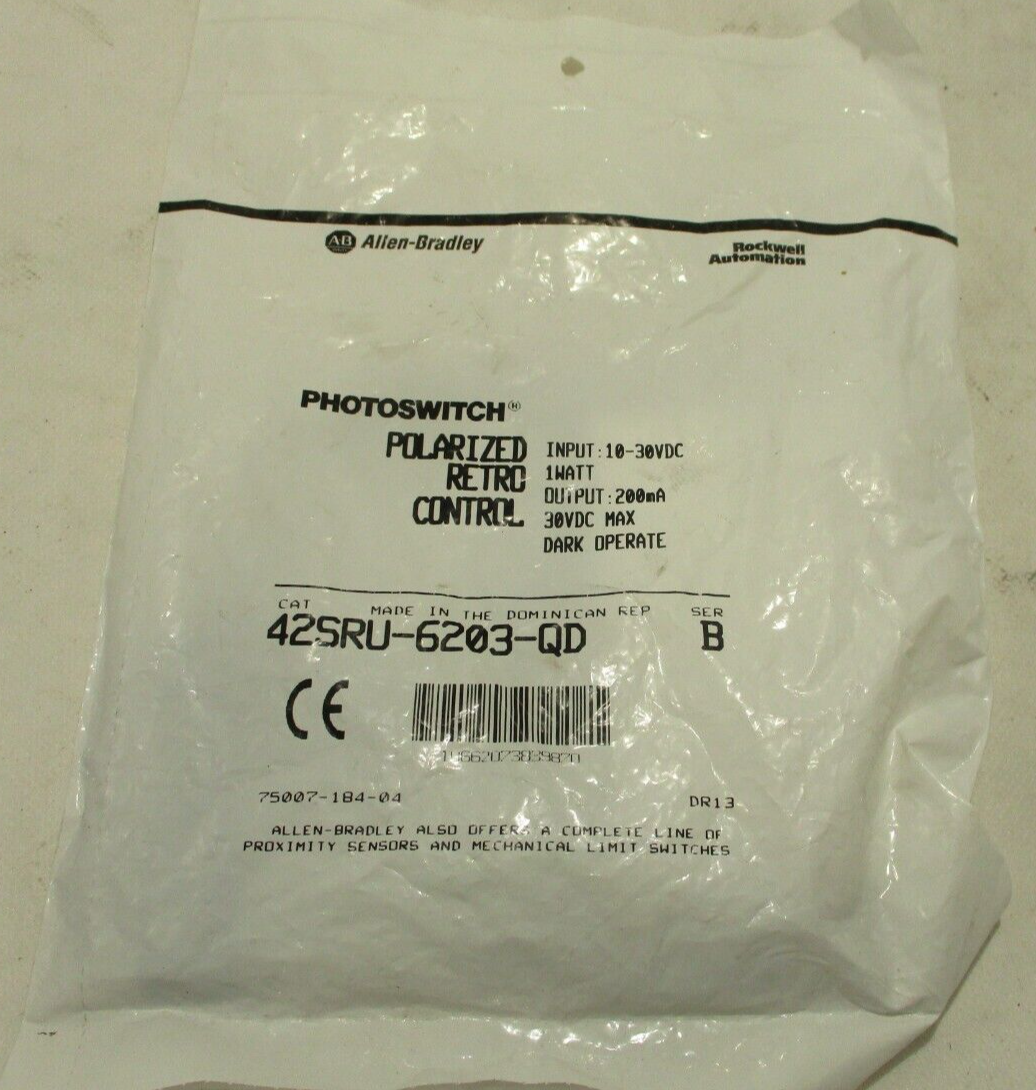 AB Allen-Bradley
Rockwell
Automation
PHOTOSWITCH®
POLARIZED
RETRO
CONTROL
INPUT:10-30VDC
1WATT
OUTPUT:200mA
30VDC MAX
DARK OPERATE
CAT MADE IN THE DOMINICAN REP SER
42SRU-6203-QD B
CE
75007-184-04 DR13
ALLEN-BRADLEY ALSO OFFERS A COMPLETE LINE OF
PROXIMITY SENSORS AND MECHANICAL LIMIT SWITCHES